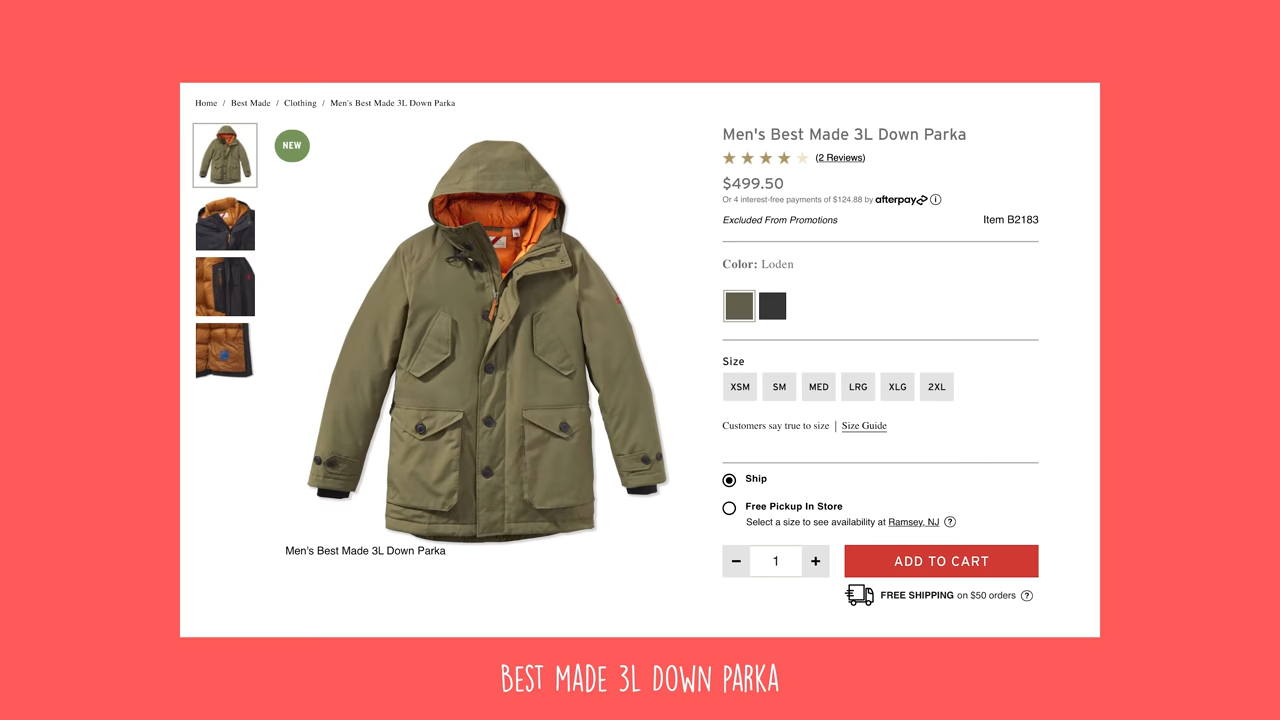 Home / Best Made / Clothing / Men's Best Made 3L Down Parka
NEW
Men's Best Made 3L Down Parka
(2 Reviews)
$499.50
Or 4 interest-free payments of $124.88 by afterpay
Excluded From Promotions
Item B2183
Color: Loden
Size
XSM SM MED LRG XLG 2XL
Customers say true to size | Size Guide
Ship
Free Pickup In Store
Select a size to see availability at Ramsey, NJ ?
Men's Best Made 3L Down Parka
− 1 +
ADD TO CART
FREE SHIPPING on $50 orders ?
BEST MADE 3L DOWN PARKA